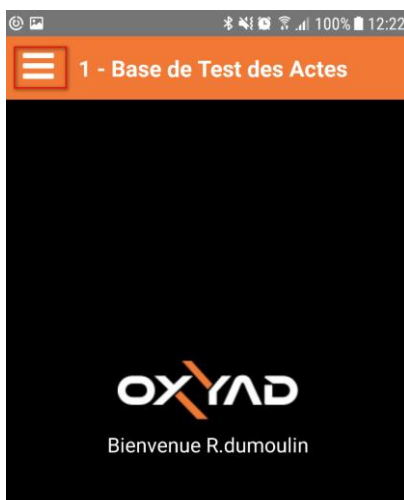 100% 12:22
1 - Base de Test des Actes
OXYAD
Bienvenue R.dumoulin